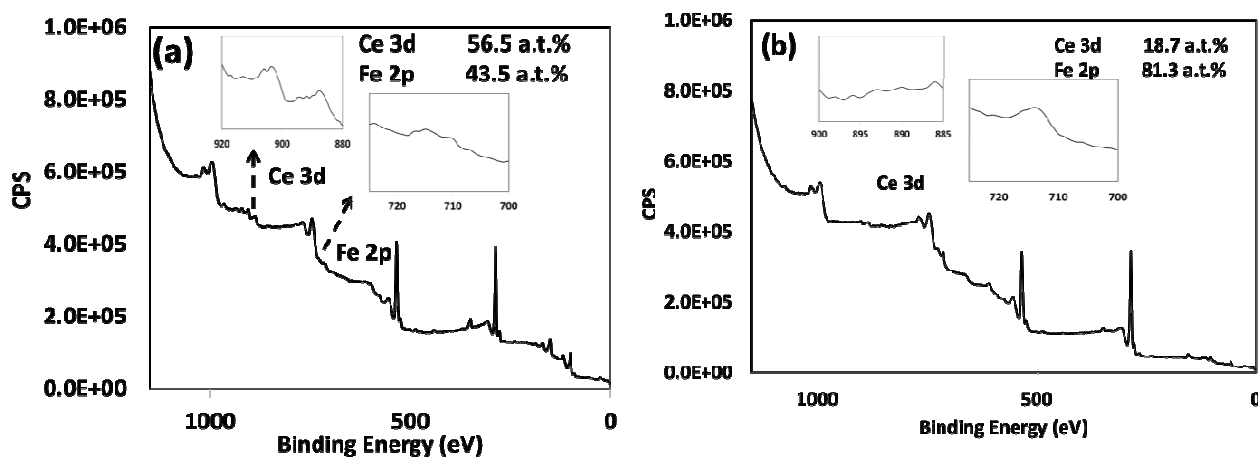 1.0E+06
(a)
Ce 3d 56.5 a.t.%
Fe 2p 43.5 a.t.%
8.0E+05
920 900 880
6.0E+05
Ce 3d
720 710 700
CPS
4.0E+05
Fe 2p
2.0E+05
0.0E+00
1000 500 0
Binding Energy (eV)
1.0E+06
(b)
Ce 3d 18.7 a.t.%
Fe 2p 81.3 a.t.%
8.0E+05
900 895 890 885
6.0E+05
Ce 3d
720 710 700
CPS
4.0E+05
2.0E+05
0.0E+00
1000 500 0
Binding Energy (eV)